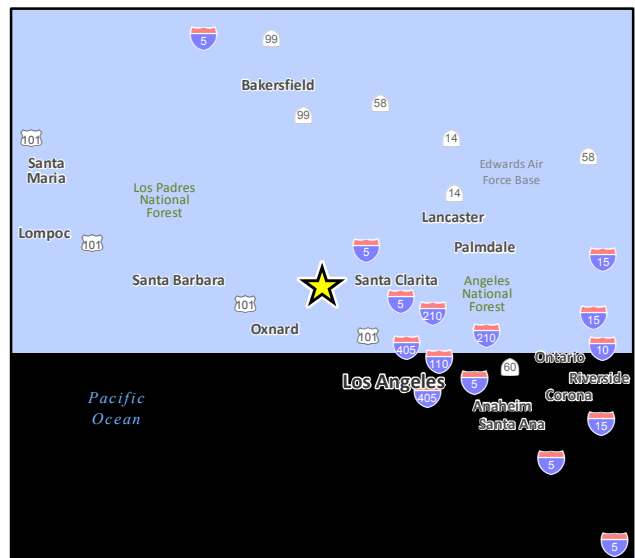 5
99
Bakersfield
58
99
101
14
58
Santa
Maria
Edwards Air
Force Base
Los Padres
National
Forest
14
Lancaster
Lompoc
101
5
Palmdale
15
Santa Barbara
Santa Clarita
Angeles
National
Forest
5
101
210
15
Oxnard
101
210
405
10
110
Ontario
60
Los Angeles
5
Riverside
405
Corona
Pacific
Ocean
Anaheim
Santa Ana
15
5
5